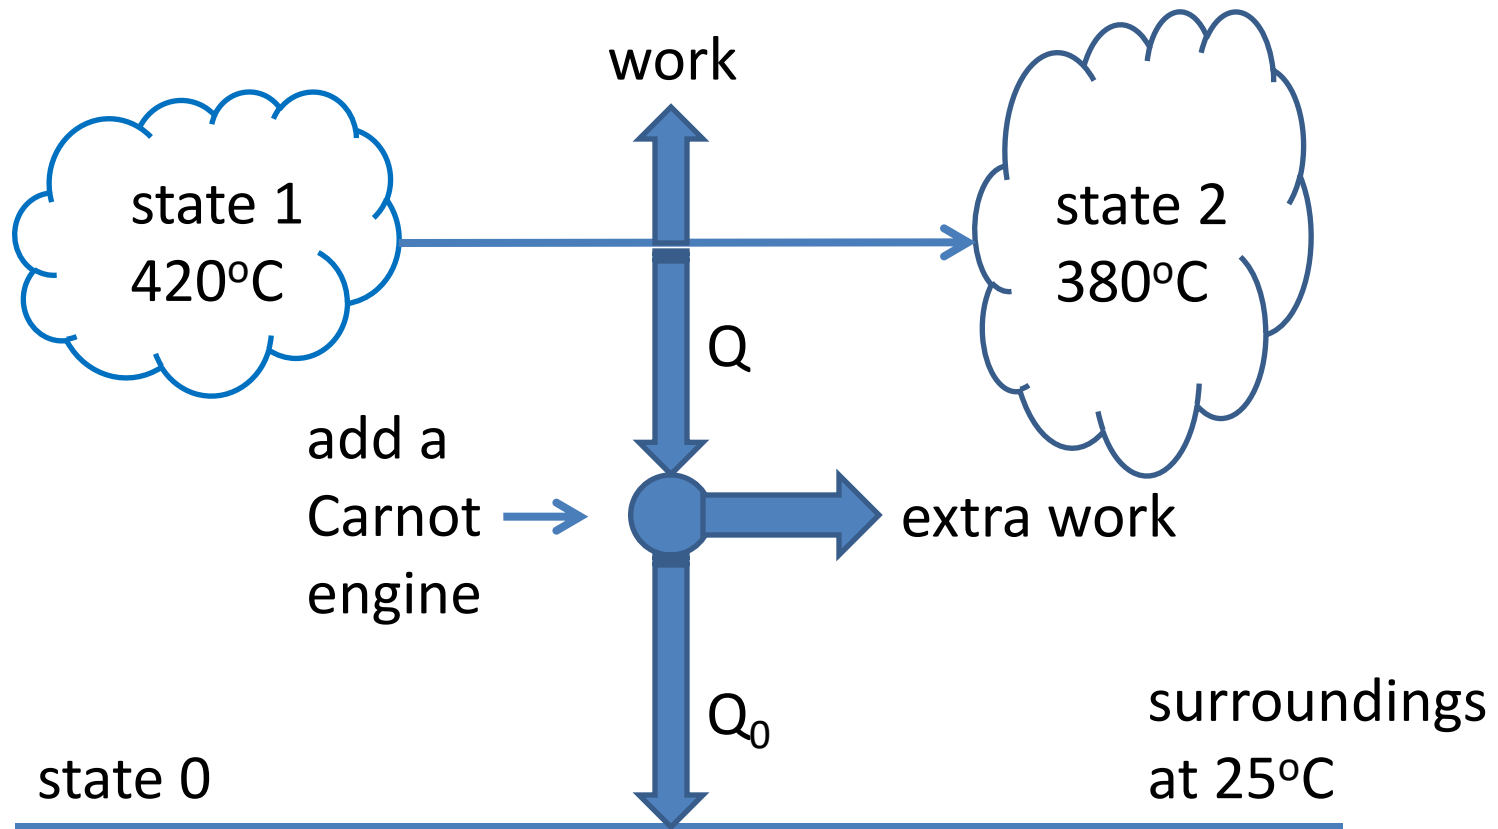 work
state 1
420°C
state 2
380°C
Q
add a
Carnot
engine
extra work
Q₀
surroundings
at 25°C
state 0